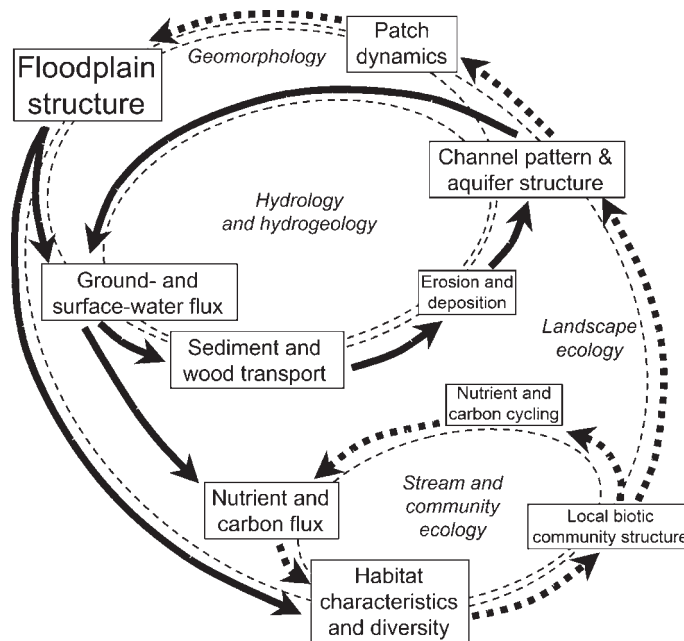 Patch
dynamics
Geomorphology
Floodplain
structure
Channel pattern &
aquifer structure
Hydrology
and hydrogeology
Ground- and
surface-water flux
Erosion and
deposition
Sediment and
wood transport
Landscape
ecology
Nutrient and
carbon cycling
Stream and
community
ecology
Nutrient and
carbon flux
Local biotic
community structure
Habitat
characteristics
and diversity